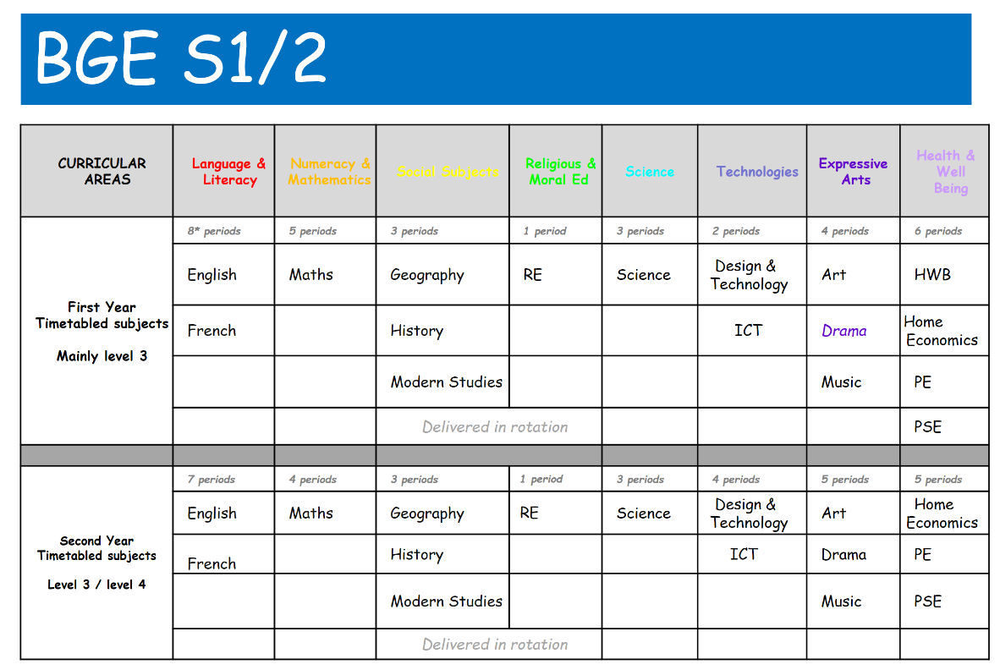 BGE S1/2
CURRICULAR
AREAS
Language &
Literacy
Numeracy &
Mathematics
Social Subjects
Religious &
Moral Ed
Science
Technologies
Expressive
Arts
Health &
Well
Being
First Year
Timetabled subjects
Mainly level 3
8* periods
5 periods
3 periods
1 period
3 periods
2 periods
4 periods
6 periods
English
Maths
Geography
RE
Science
Design &
Technology
Art
HWB
French
History
ICT
Drama
Home
Economics
Modern Studies
Music
PE
Delivered in rotation
PSE
Second Year
Timetabled subjects
Level 3 / level 4
7 periods
4 periods
3 periods
1 period
3 periods
4 periods
5 periods
5 periods
English
Maths
Geography
RE
Science
Design &
Technology
Art
Home
Economics
French
History
ICT
Drama
PE
Modern Studies
Music
PSE
Delivered in rotation